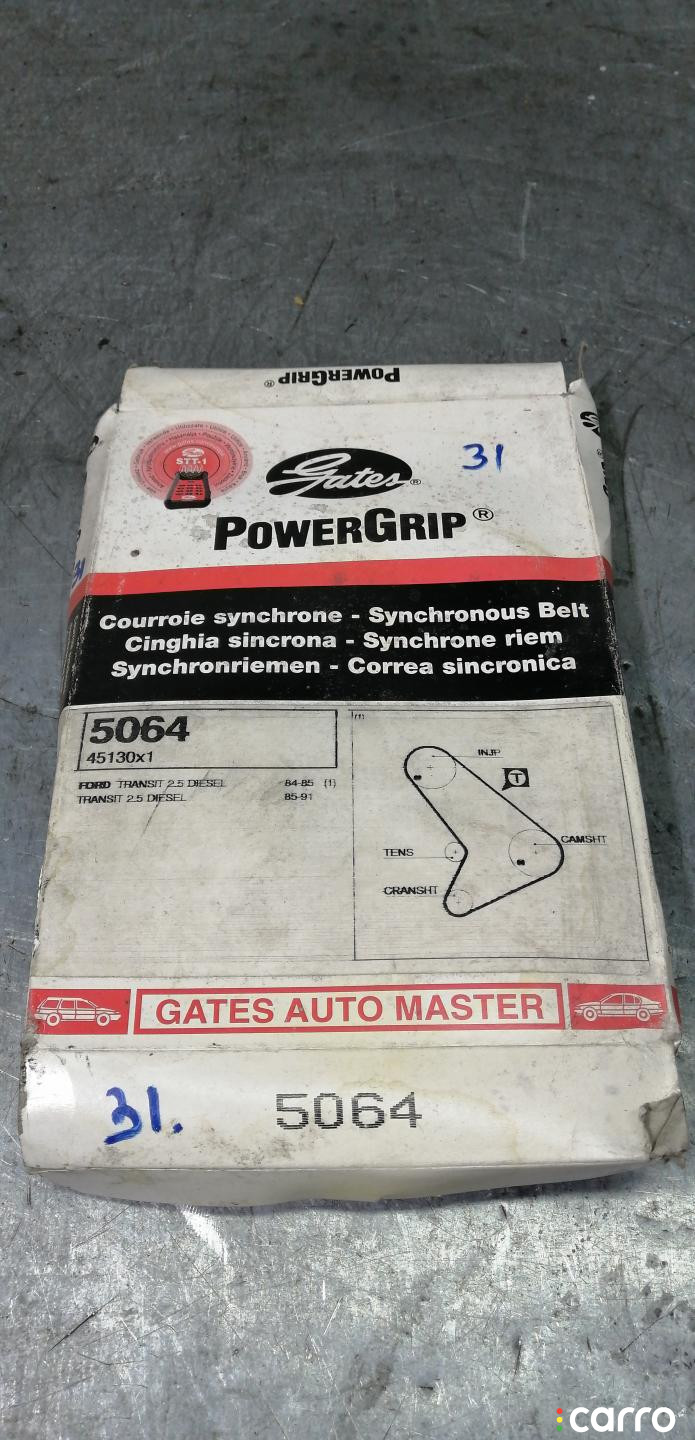 PowerGrip®
STT-1
Gates®
31
PowerGrip®
Courroie synchrone - Synchronous Belt
Cinghia sincrona - Synchrone riem
Synchronriemen - Correa sincronica
5064
45130x1
FORD TRANSIT 2.5 DIESEL 84-85 (1)
TRANSIT 2.5 DIESEL 85-91
(1)
INJP
T
TENS
CAMSHT
CRANSHT
GATES AUTO MASTER
31.
5064
carro